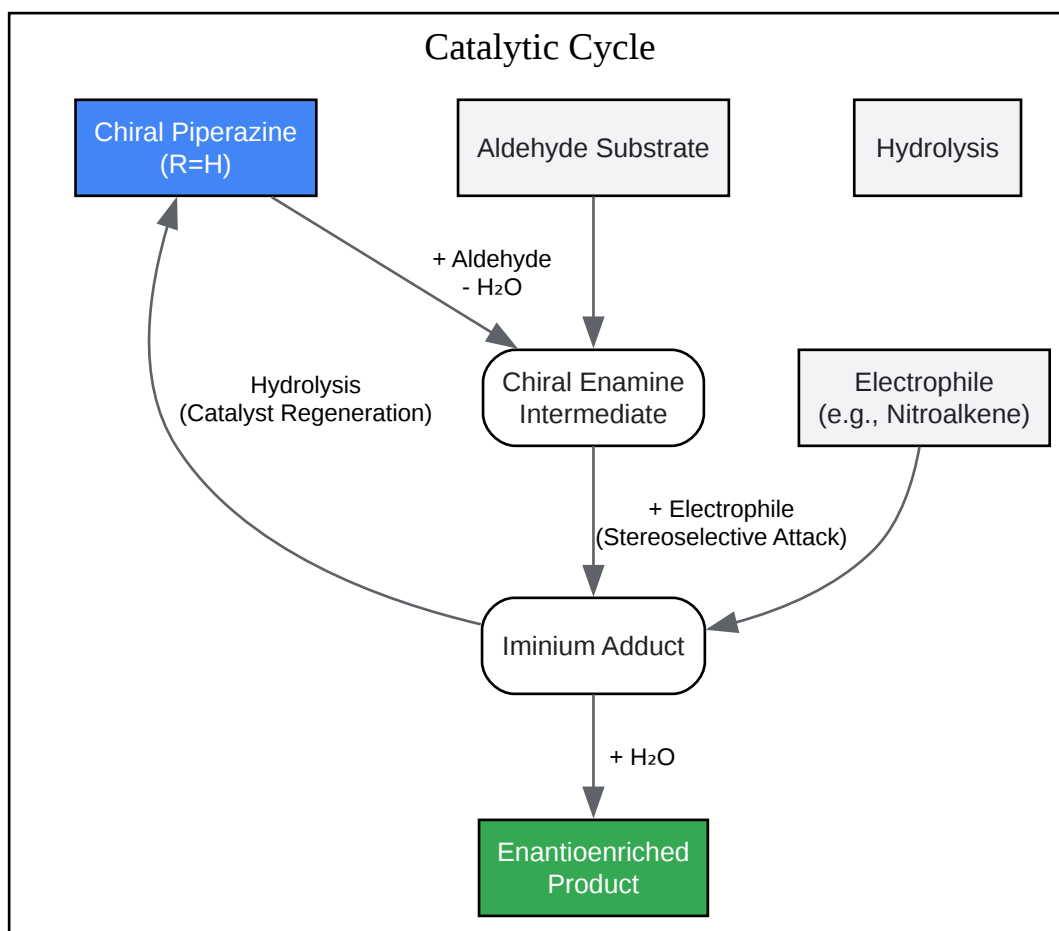 Catalytic Cycle
Chiral Piperazine
(R=H)
Aldehyde Substrate
Hydrolysis
+ Aldehyde
- H₂O
Chiral Enamine
Intermediate
Electrophile
(e.g., Nitroalkene)
Hydrolysis
(Catalyst Regeneration)
+ Electrophile
(Stereoselective Attack)
Iminium Adduct
+ H₂O
Enantioenriched
Product